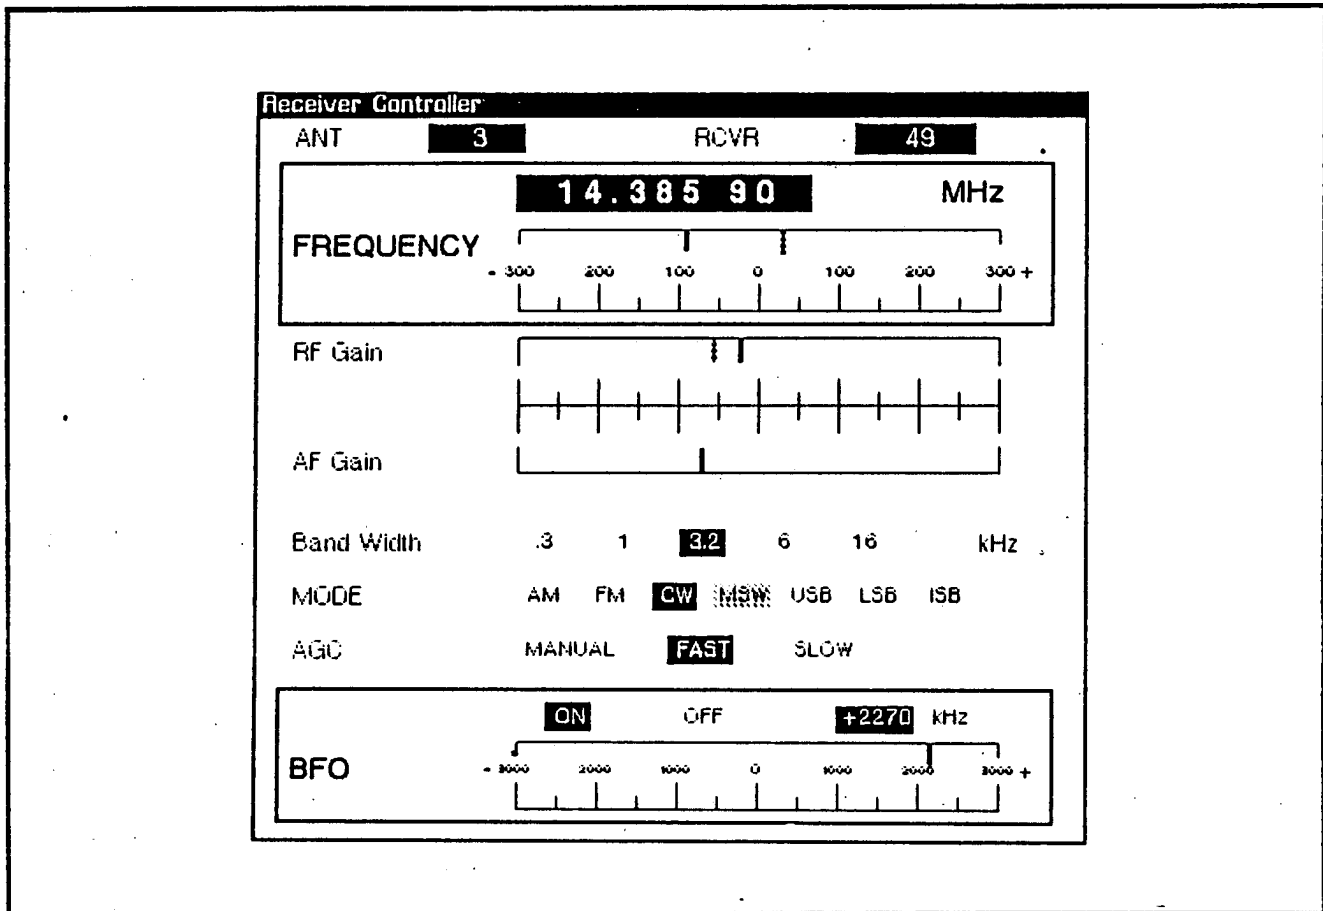 Receiver Controller
ANT 3 RCVR 49
14.385 90 MHz
FREQUENCY
- 300 200 100 0 100 200 300 +
RF Gain
AF Gain
Band Width .3 1 3.2 6 16 kHz
MODE AM FM CW MSW USB LSB ISB
AGC MANUAL FAST SLOW
ON OFF +2270 kHz
BFO
- 3000 2000 1000 0 1000 2000 3000 +